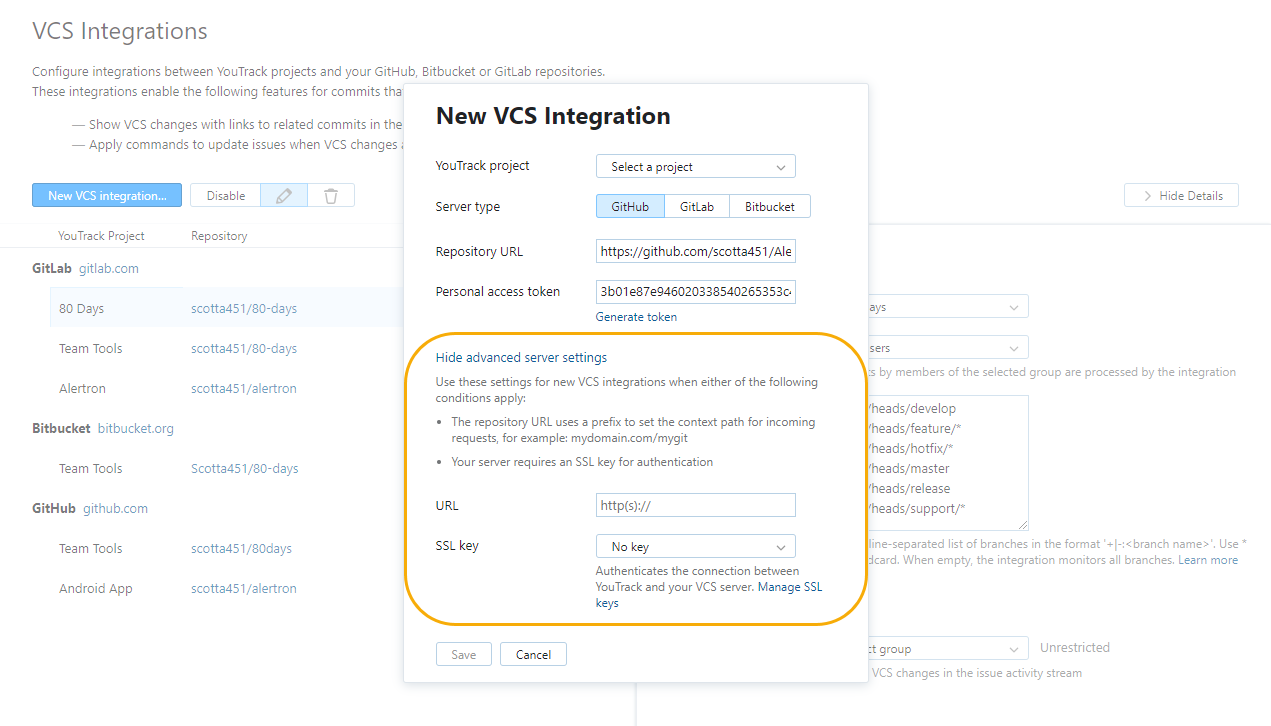 VCS Integrations
Configure integrations between YouTrack projects and your GitHub, Bitbucket or GitLab repositories.
These integrations enable the following features for commits tha
— Show VCS changes with links to related commits in the
— Apply commands to update issues when VCS changes a
New VCS integration...
Disable
Hide Details
YouTrack Project Repository
GitLab gitlab.com
80 Days scotta451/80-days
Team Tools scotta451/80-days
Alertron scotta451/alertron
Bitbucket bitbucket.org
Team Tools Scotta451/80-days
GitHub github.com
Team Tools scotta451/80days
Android App scotta451/alertron
New VCS Integration
YouTrack project Select a project
Server type GitHub GitLab Bitbucket
Repository URL https://github.com/scotta451/Ale
Personal access token 3b01e87e946020338540265353c4
Generate token
Hide advanced server settings
Use these settings for new VCS integrations when either of the following
conditions apply:
• The repository URL uses a prefix to set the context path for incoming
requests, for example: mydomain.com/mygit
• Your server requires an SSL key for authentication
URL http(s)://
SSL key No key
Authenticates the connection between
YouTrack and your VCS server. Manage SSL
keys
Save Cancel
ays
sers
ts by members of the selected group are processed by the integration
/heads/develop
/heads/feature/*
/heads/hotfix/*
/heads/master
/heads/release
/heads/support/*
line-separated list of branches in the format '+|-:<branch name>'. Use *
dcard. When empty, the integration monitors all branches. Learn more
ct group Unrestricted
VCS changes in the issue activity stream